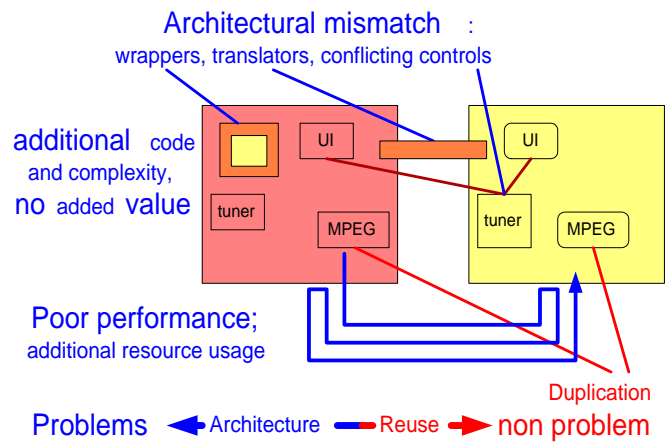 Architectural mismatch :
wrappers, translators, conflicting controls
additional code
and complexity,
no added value
UI
tuner
MPEG
UI
tuner
MPEG
Poor performance;
additional resource usage
Duplication
Problems Architecture Reuse non problem